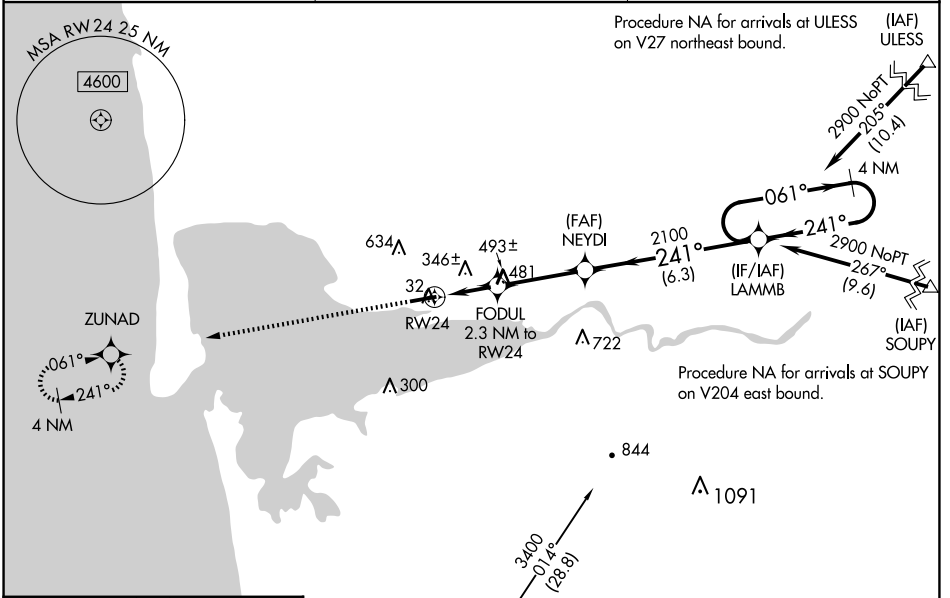 MSA RW24 25 NM
4600
Procedure NA for arrivals at ULESS
on V27 northeast bound.
(IAF)
ULESS
2900 NoPT
205°
(10.4)
4 NM
061°
241°
(FAF)
NEYDI
2100
241°
(6.3)
(IF/IAF)
LAMMB
2900 NoPT
267°
(9.6)
(IAF)
SOUPY
634
346±
493±
481
32
RW24
FODUL
2.3 NM to
RW24
722
ZUNAD
061°
241°
4 NM
300
Procedure NA for arrivals at SOUPY
on V204 east bound.
844
1091
3400
014°
(28.8)